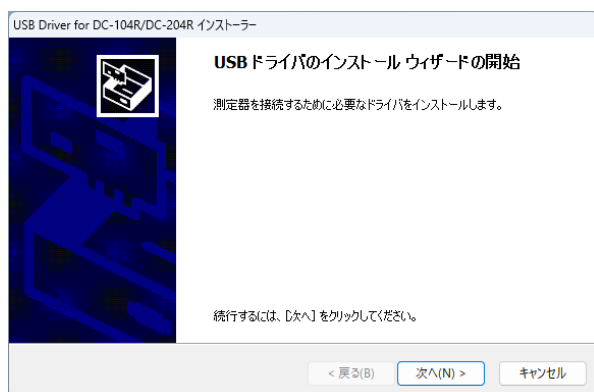 USB Driver for DC-104R/DC-204R インストーラー
USB ドライバのインストール ウィザードの開始
測定器を接続するために必要なドライバをインストールします。
続行するには、[次へ] をクリックしてください。
< 戻る(B)
次へ(N) >
キャンセル